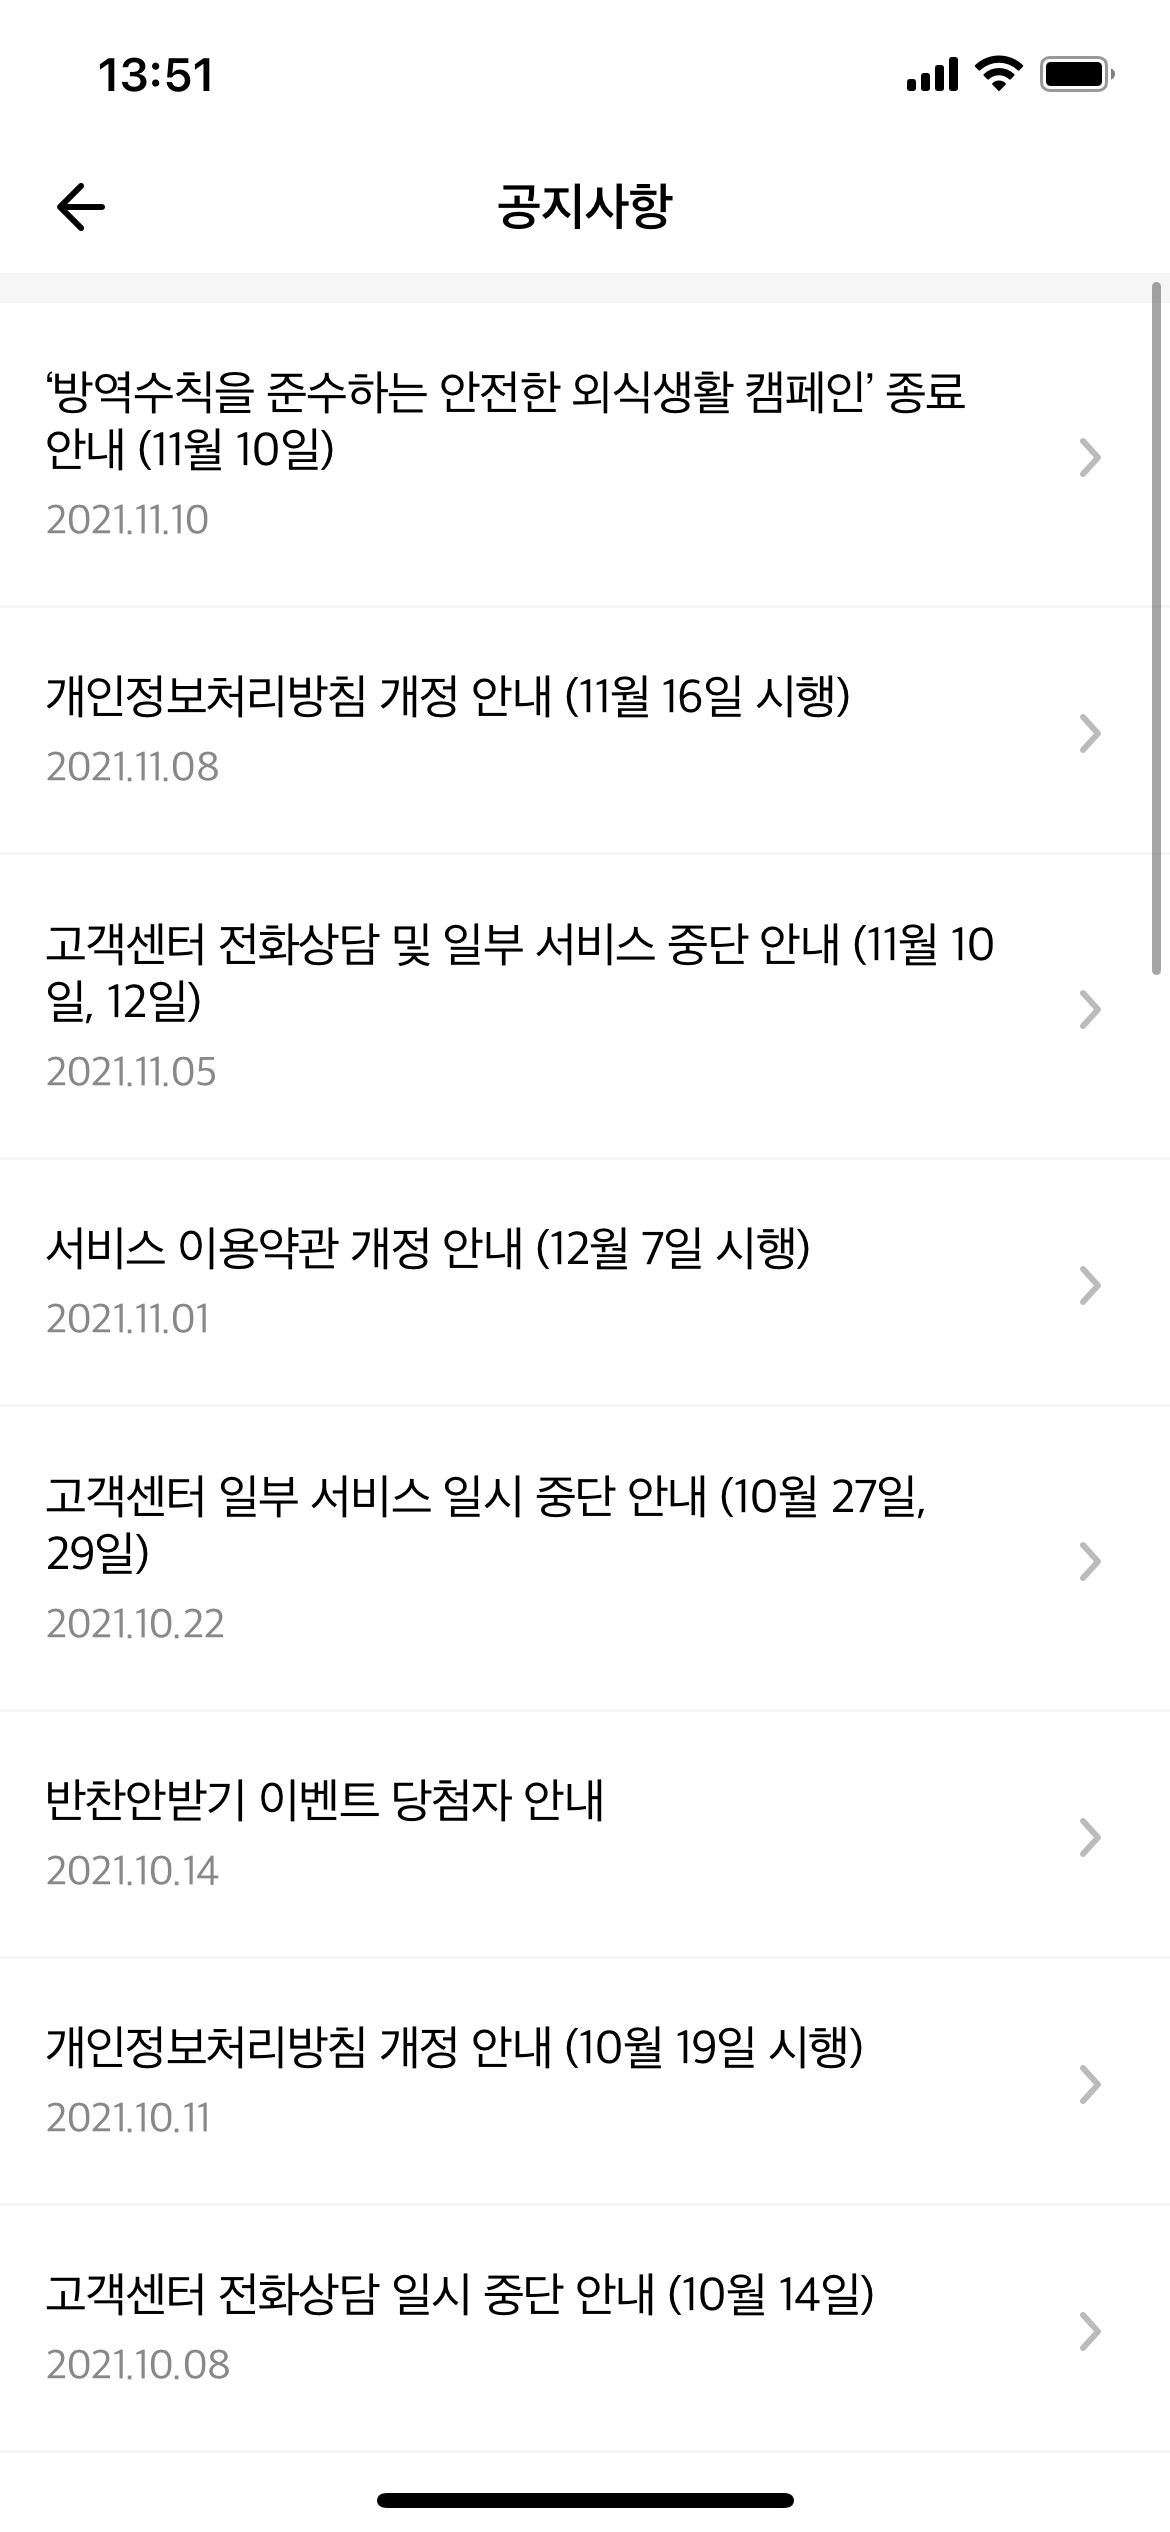 13:51
공지사항
‘방역수칙을 준수하는 안전한 외식생활 캠페인’ 종료
안내 (11월 10일)
2021.11.10
개인정보처리방침 개정 안내 (11월 16일 시행)
2021.11.08
고객센터 전화상담 및 일부 서비스 중단 안내 (11월 10
일, 12일)
2021.11.05
서비스 이용약관 개정 안내 (12월 7일 시행)
2021.11.01
고객센터 일부 서비스 일시 중단 안내 (10월 27일,
29일)
2021.10.22
반찬안받기 이벤트 당첨자 안내
2021.10.14
개인정보처리방침 개정 안내 (10월 19일 시행)
2021.10.11
고객센터 전화상담 일시 중단 안내 (10월 14일)
2021.10.08